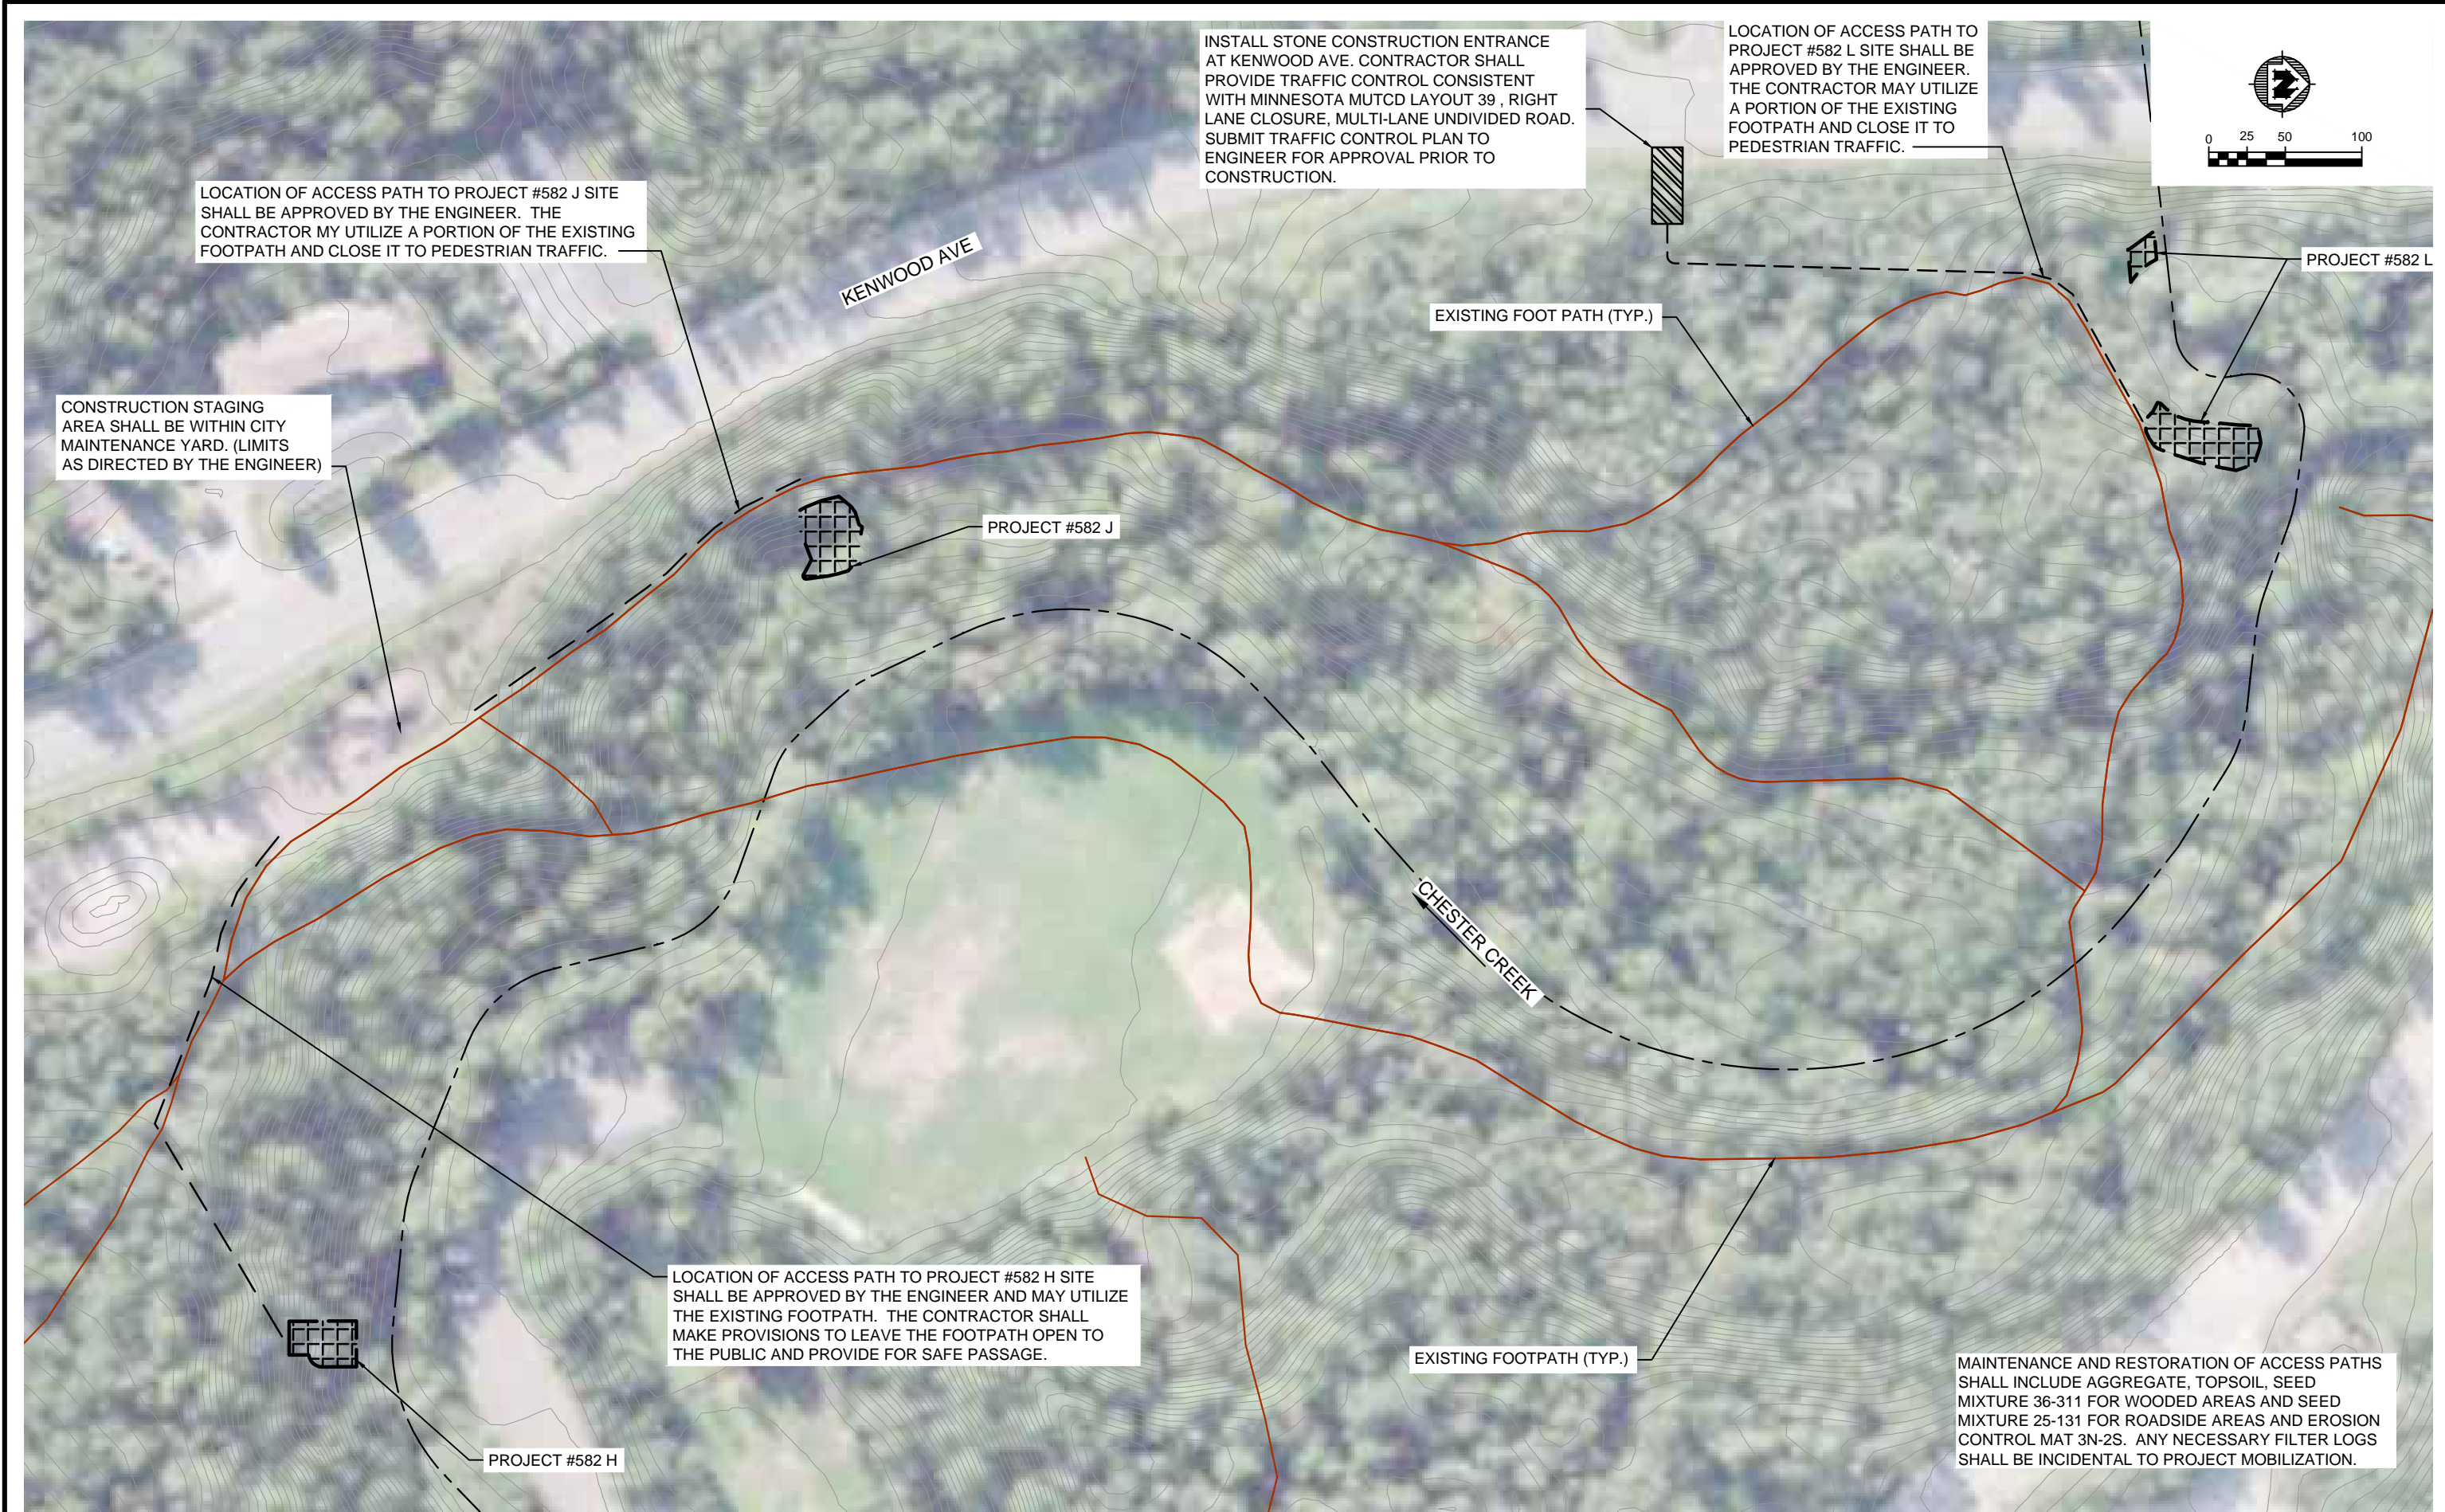 INSTALL STONE CONSTRUCTION ENTRANCE
AT KENWOOD AVE. CONTRACTOR SHALL
PROVIDE TRAFFIC CONTROL CONSISTENT
WITH MINNESOTA MUTCD LAYOUT 39 , RIGHT
LANE CLOSURE, MULTI-LANE UNDIVIDED ROAD.
SUBMIT TRAFFIC CONTROL PLAN TO
ENGINEER FOR APPROVAL PRIOR TO
CONSTRUCTION.
LOCATION OF ACCESS PATH TO
PROJECT #582 L SITE SHALL BE
APPROVED BY THE ENGINEER.
THE CONTRACTOR MAY UTILIZE
A PORTION OF THE EXISTING
FOOTPATH AND CLOSE IT TO
PEDESTRIAN TRAFFIC.
N
0 25 50 100
LOCATION OF ACCESS PATH TO PROJECT #582 J SITE
SHALL BE APPROVED BY THE ENGINEER. THE
CONTRACTOR MY UTILIZE A PORTION OF THE EXISTING
FOOTPATH AND CLOSE IT TO PEDESTRIAN TRAFFIC.
KENWOOD AVE
PROJECT #582 L
EXISTING FOOT PATH (TYP.)
CONSTRUCTION STAGING
AREA SHALL BE WITHIN CITY
MAINTENANCE YARD. (LIMITS
AS DIRECTED BY THE ENGINEER)
PROJECT #582 J
CHESTER CREEK
LOCATION OF ACCESS PATH TO PROJECT #582 H SITE
SHALL BE APPROVED BY THE ENGINEER AND MAY UTILIZE
THE EXISTING FOOTPATH. THE CONTRACTOR SHALL
MAKE PROVISIONS TO LEAVE THE FOOTPATH OPEN TO
THE PUBLIC AND PROVIDE FOR SAFE PASSAGE.
EXISTING FOOTPATH (TYP.)
MAINTENANCE AND RESTORATION OF ACCESS PATHS
SHALL INCLUDE AGGREGATE, TOPSOIL, SEED
MIXTURE 36-311 FOR WOODED AREAS AND SEED
MIXTURE 25-131 FOR ROADSIDE AREAS AND EROSION
CONTROL MAT 3N-2S. ANY NECESSARY FILTER LOGS
SHALL BE INCIDENTAL TO PROJECT MOBILIZATION.
PROJECT #582 H